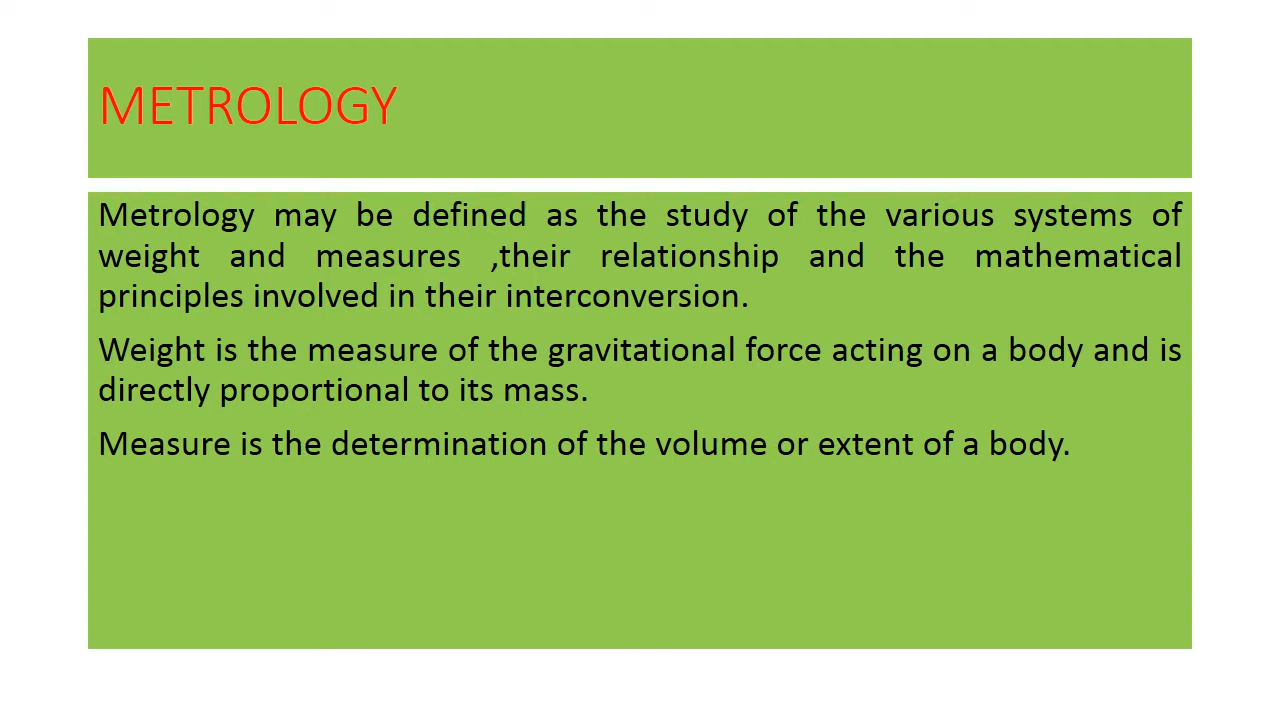 METROLOGY
Metrology may be defined as the study of the various systems of
weight and measures ,their relationship and the mathematical
principles involved in their interconversion.
Weight is the measure of the gravitational force acting on a body and is
directly proportional to its mass.
Measure is the determination of the volume or extent of a body.